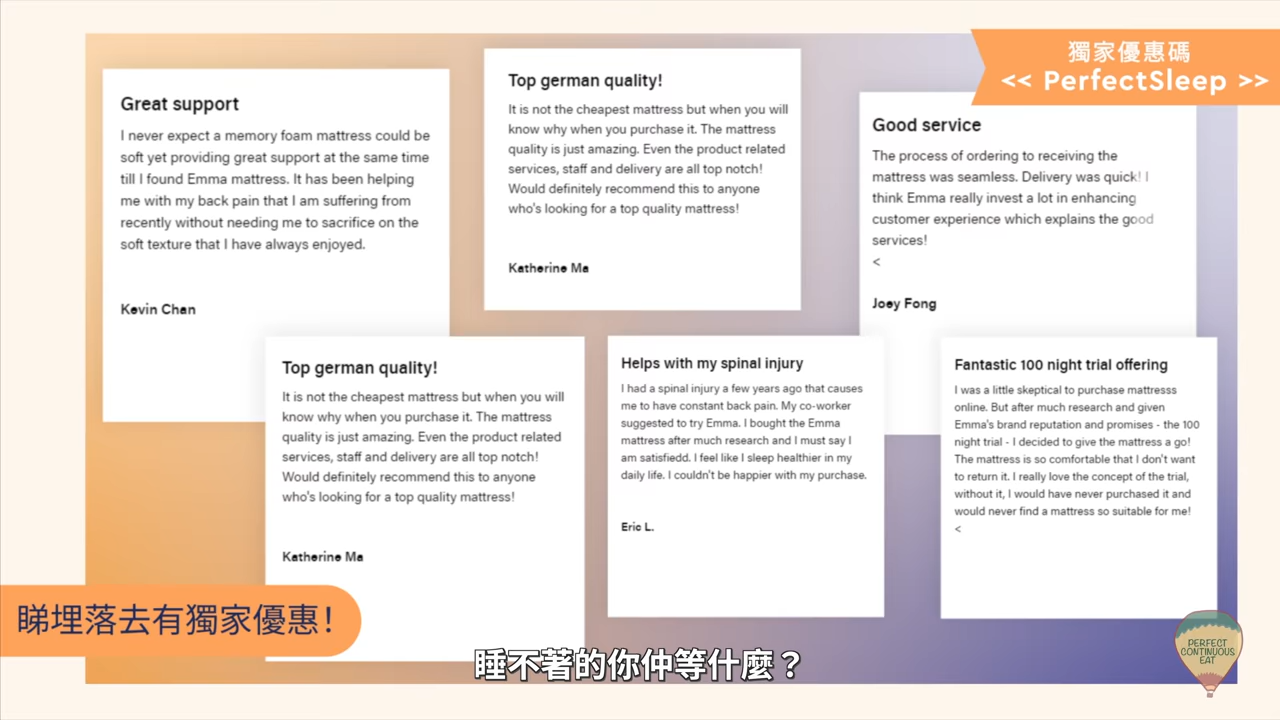 獨家優惠碼
<< PerfectSleep >>
Great support
I never expect a memory foam mattress could be
soft yet providing great support at the same time
till I found Emma mattress. It has been helping
me with my back pain that I am suffering from
recently without needing me to sacrifice on the
soft texture that I have always enjoyed.
Kevin Chan
Top german quality!
It is not the cheapest mattress but when you will
know why when you purchase it. The mattress
quality is just amazing. Even the product related
services, staff and delivery are all top notch!
Would definitely recommend this to anyone
who's looking for a top quality mattress!
Katherine Ma
Good service
The process of ordering to receiving the
mattress was seamless. Delivery was quick! I
think Emma really invest a lot in enhancing
customer experience which explains the good
services!
<
Joey Fong
Top german quality!
It is not the cheapest mattress but when you will
know why when you purchase it. The mattress
quality is just amazing. Even the product related
services, staff and delivery are all top notch!
Would definitely recommend this to anyone
who's looking for a top quality mattress!
Katherine Ma
Helps with my spinal injury
I had a spinal injury a few years ago that causes
me to have constant back pain. My co-worker
suggested to try Emma. I bought the Emma
mattress after much research and I must say I
am satisfiedd. I feel like I sleep healthier in my
daily life. I couldn't be happier with my purchase.
Eric L.
Fantastic 100 night trial offering
I was a little skeptical to purchase mattresss
online. But after much research and given
Emma's brand reputation and promises - the 100
night trial - I decided to give the mattress a go!
The mattress is so comfortable that I don't want
to return it. I really love the concept of the trial,
without it, I would have never purchased it and
would never find a mattress so suitable for me!
<
睇埋落去有獨家優惠！
睡不著的你仲等什麼？
PERFECT
CONTINUOUS
EAT